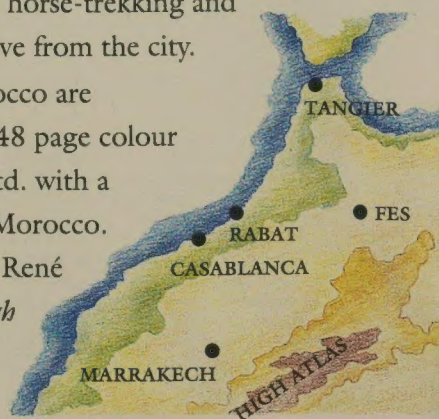 horse-trekking and
ve from the city.
occo are
48 page colour
td. with a
Morocco.
René
h
TANGIER
FES
RABAT
CASABLANCA
MARRAKECH
HIGH ATLAS